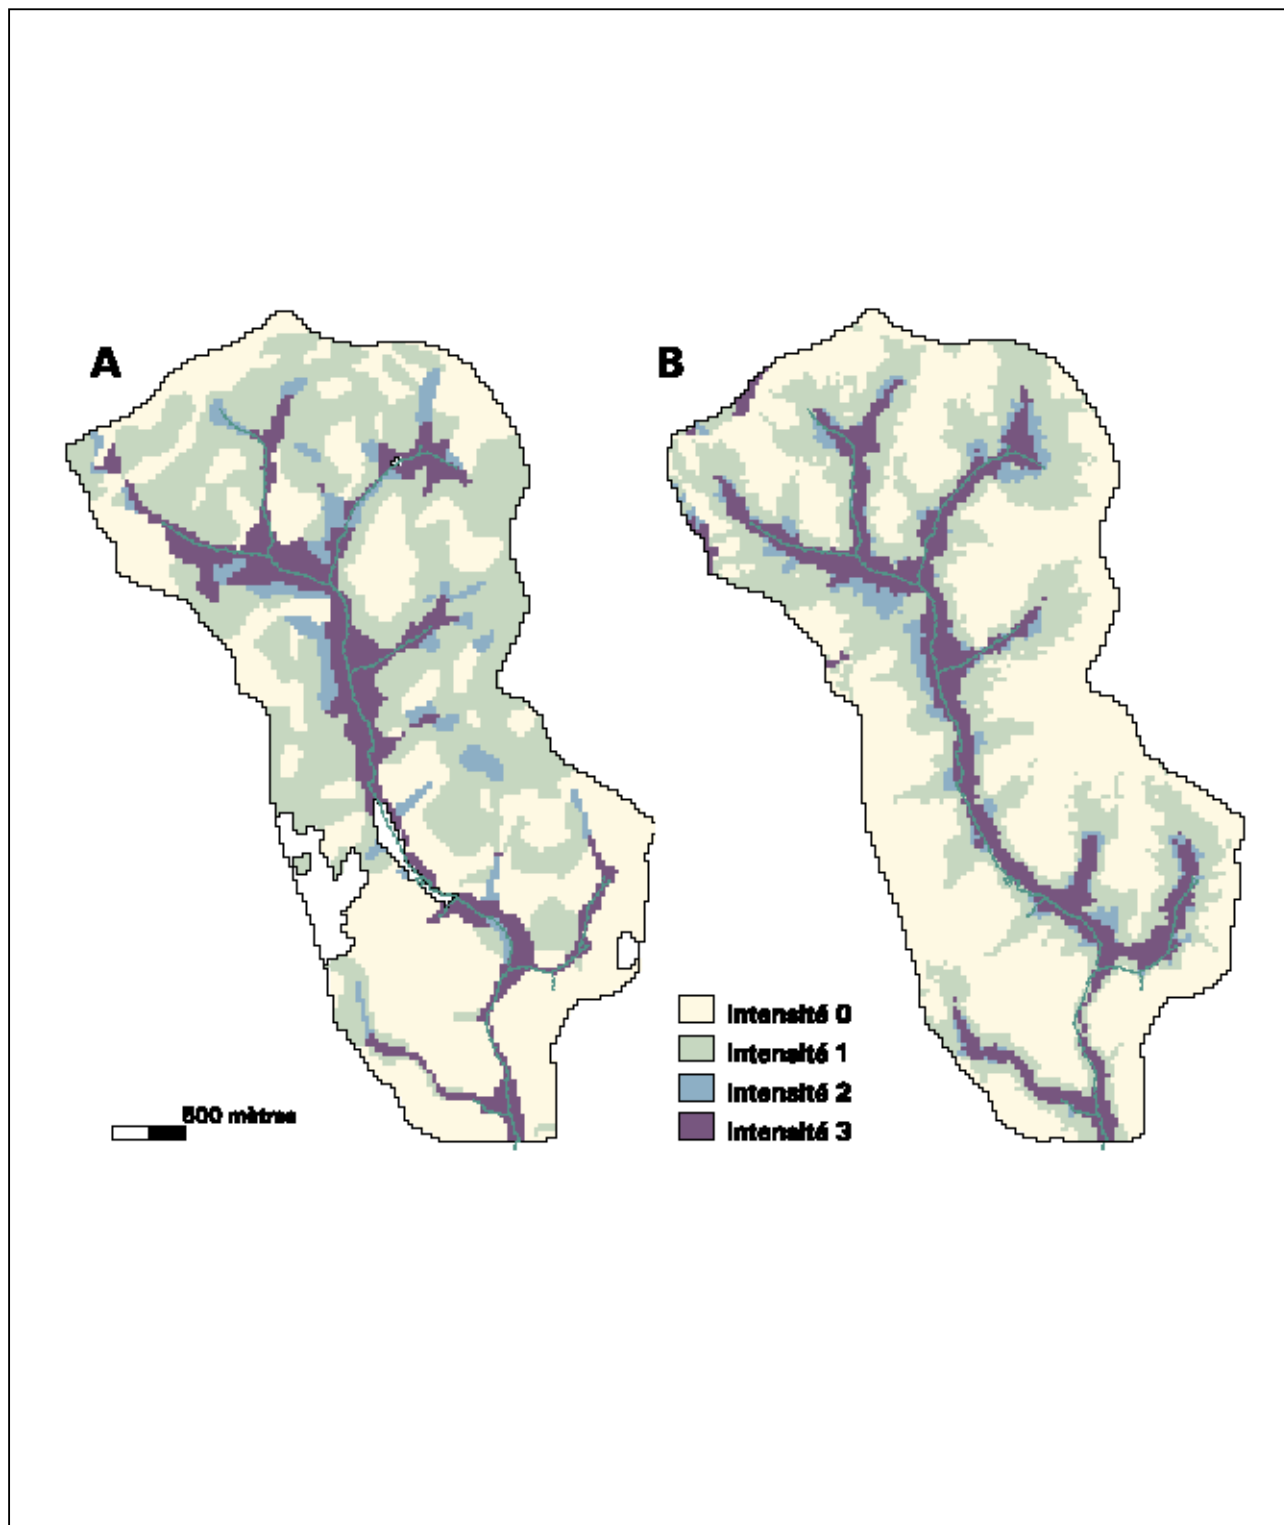 A
B
Intensité 0
Intensité 1
Intensité 2
Intensité 3
500 mètres